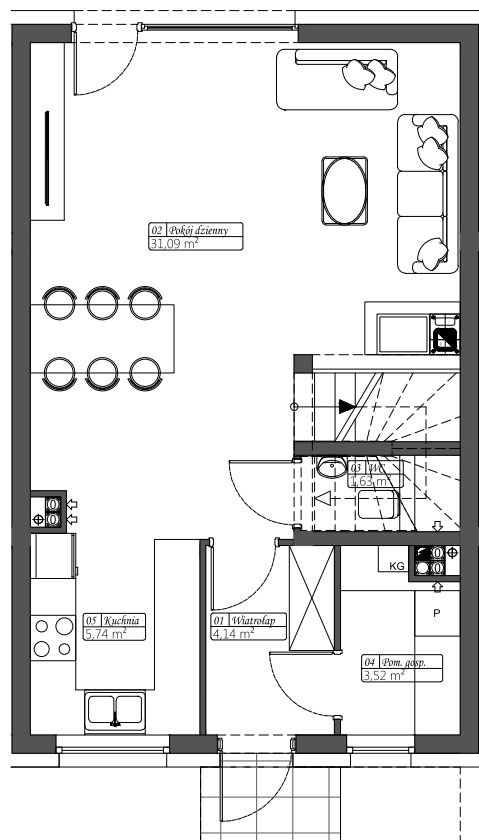 02 Pokój dzienny
31,09 m²
03 WC
1,63 m²
KG
P
05 Kuchnia
5,74 m²
01 Wiatrołap
4,14 m²
04 Pom. gosp.
3,52 m²